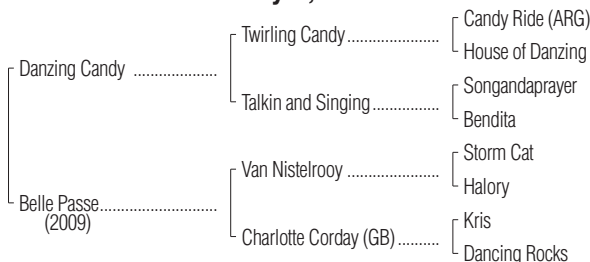 Candy Ride (ARG)
Twirling Candy
House of Danzing
Danzing Candy
Songandaprayer
Talkin and Singing
Bendita
Storm Cat
Van Nistelrooy
Halory
Belle Passe
(2009)
Kris
Charlotte Corday (GB)
Dancing Rocks